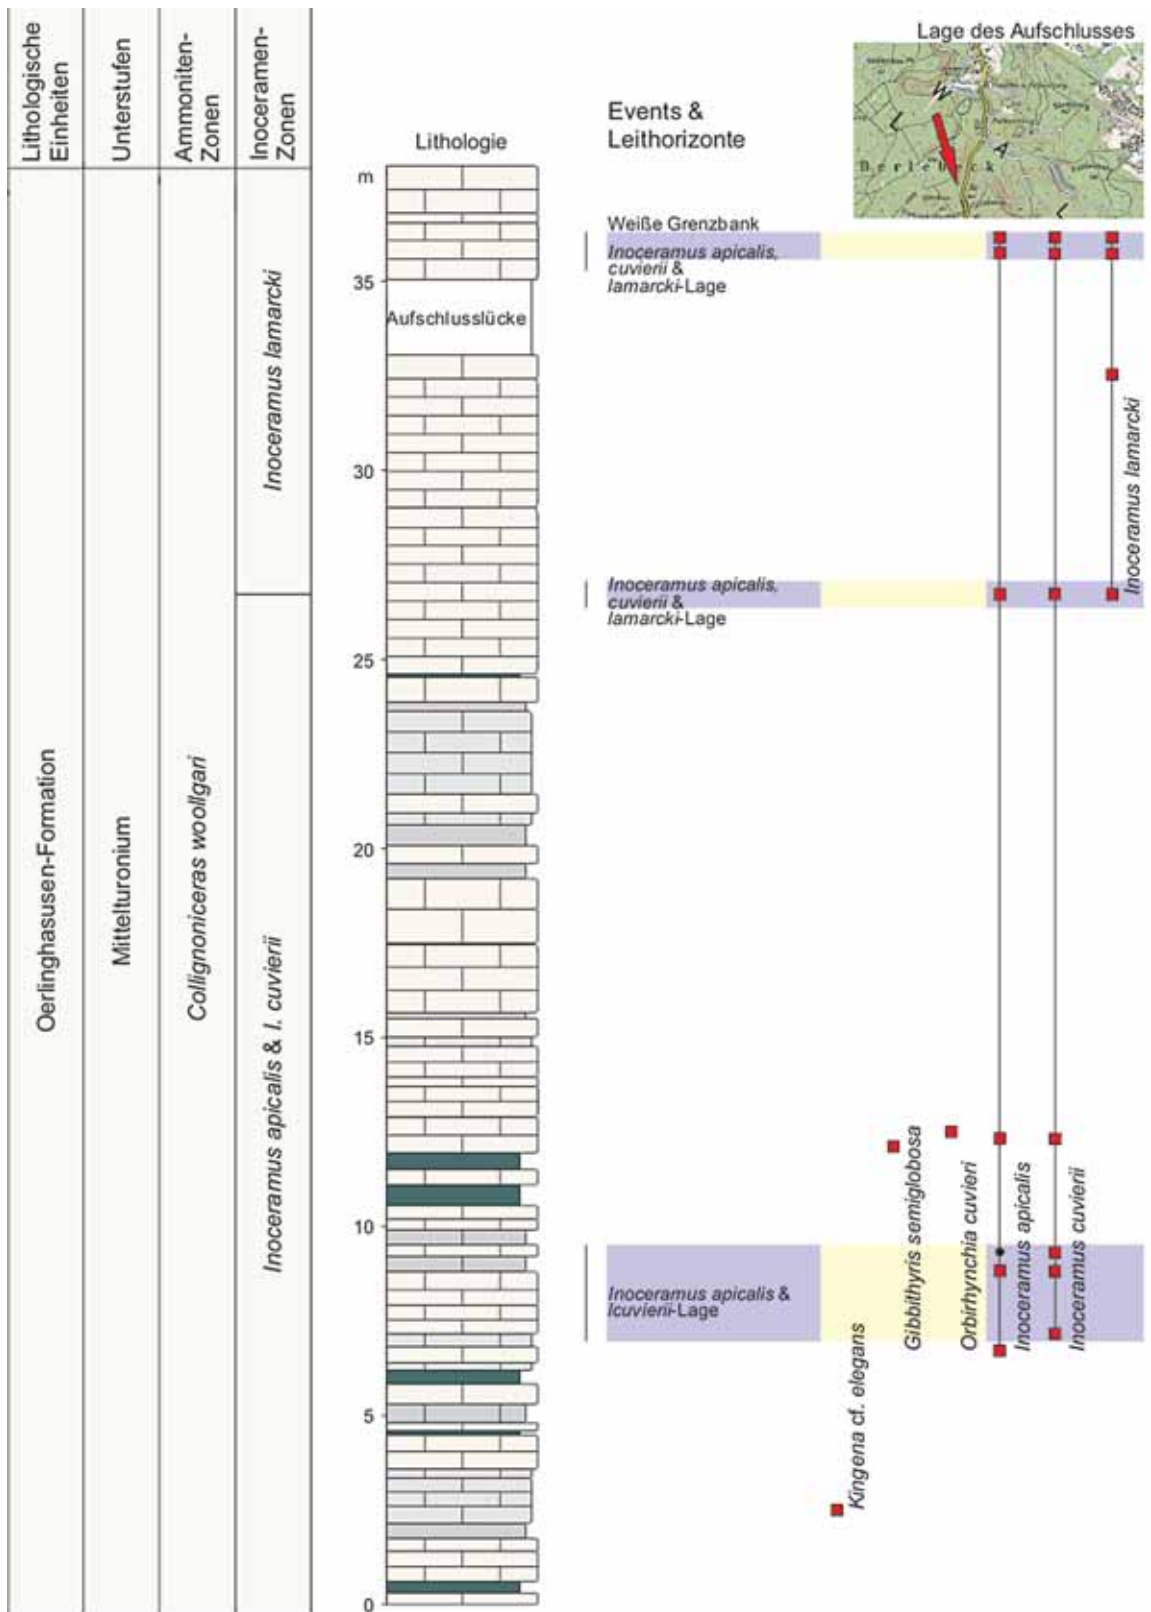 Lithologische
Einheiten
Unterstufen
Ammoniten-
Zonen
Inoceramen-
Zonen
Lithologie
Events &
Leithorizonte
Lage des Aufschlusses
Berlebeck
W
L
A
L
m
35
30
25
20
15
10
5
0
Oerlinghasusen-Formation
Mittelturonium
Collignoniceras woollgari
Inoceramus lamarcki
Inoceramus apicalis & I. cuvierii
Aufschlusslücke
Weiße Grenzbank
Inoceramus apicalis,
cuvierii &
lamarcki-Lage
Inoceramus apicalis,
cuvierii &
lamarcki-Lage
Inoceramus apicalis &
Icuvierii-Lage
Kingena cf. elegans
Gibbithyris semiglobosa
Orbirhynchia cuvieri
Inoceramus apicalis
Inoceramus cuvierii
Inoceramus lamarcki